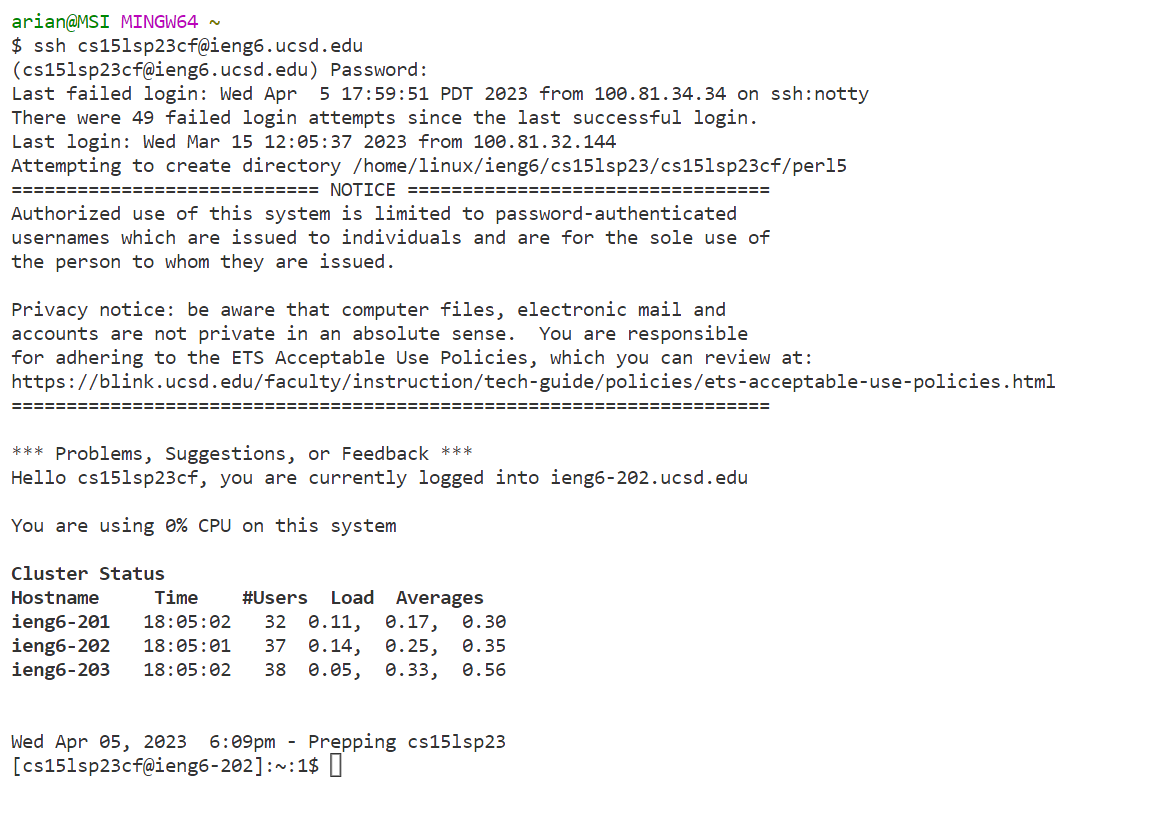 arian@MSI MINGW64 ~
$ ssh cs15lsp23cf@ieng6.ucsd.edu
(cs15lsp23cf@ieng6.ucsd.edu) Password:
Last failed login: Wed Apr  5 17:59:51 PDT 2023 from 100.81.34.34 on ssh:notty
There were 49 failed login attempts since the last successful login.
Last login: Wed Mar 15 12:05:37 2023 from 100.81.32.144
Attempting to create directory /home/linux/ieng6/cs15lsp23/cs15lsp23cf/perl5
============================ NOTICE =================================
Authorized use of this system is limited to password-authenticated
usernames which are issued to individuals and are for the sole use of
the person to whom they are issued.

Privacy notice: be aware that computer files, electronic mail and
accounts are not private in an absolute sense.  You are responsible
for adhering to the ETS Acceptable Use Policies, which you can review at:
https://blink.ucsd.edu/faculty/instruction/tech-guide/policies/ets-acceptable-use-policies.html
=====================================================================

*** Problems, Suggestions, or Feedback ***
Hello cs15lsp23cf, you are currently logged into ieng6-202.ucsd.edu

You are using 0% CPU on this system

Cluster Status
Hostname     Time    #Users  Load  Averages
ieng6-201   18:05:02   32  0.11,  0.17,  0.30
ieng6-202   18:05:01   37  0.14,  0.25,  0.35
ieng6-203   18:05:02   38  0.05,  0.33,  0.56

Wed Apr 05, 2023  6:09pm - Prepping cs15lsp23
[cs15lsp23cf@ieng6-202]:~:1$